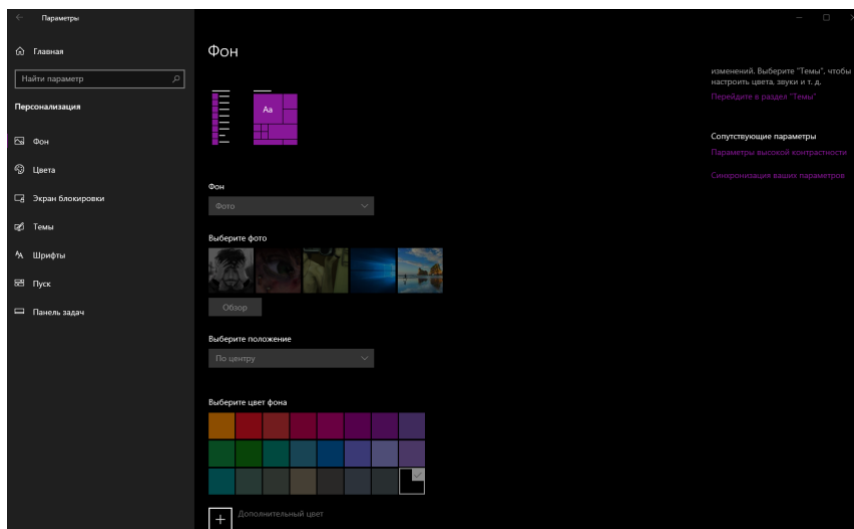 Параметры
Главная
Найти параметр
Персонализация
Фон
Цвета
Экран блокировки
Темы
Шрифты
Пуск
Панель задач
Фон
Aa
Фон
Фото
Выберите фото
Обзор
Выберите положение
По центру
Выберите цвет фона
Дополнительный цвет
изменений. Выберите "Темы", чтобы
настроить цвета, звуки и т. д.
Перейдите в раздел "Темы"
Сопутствующие параметры
Параметры высокой контрастности
Синхронизация ваших параметров